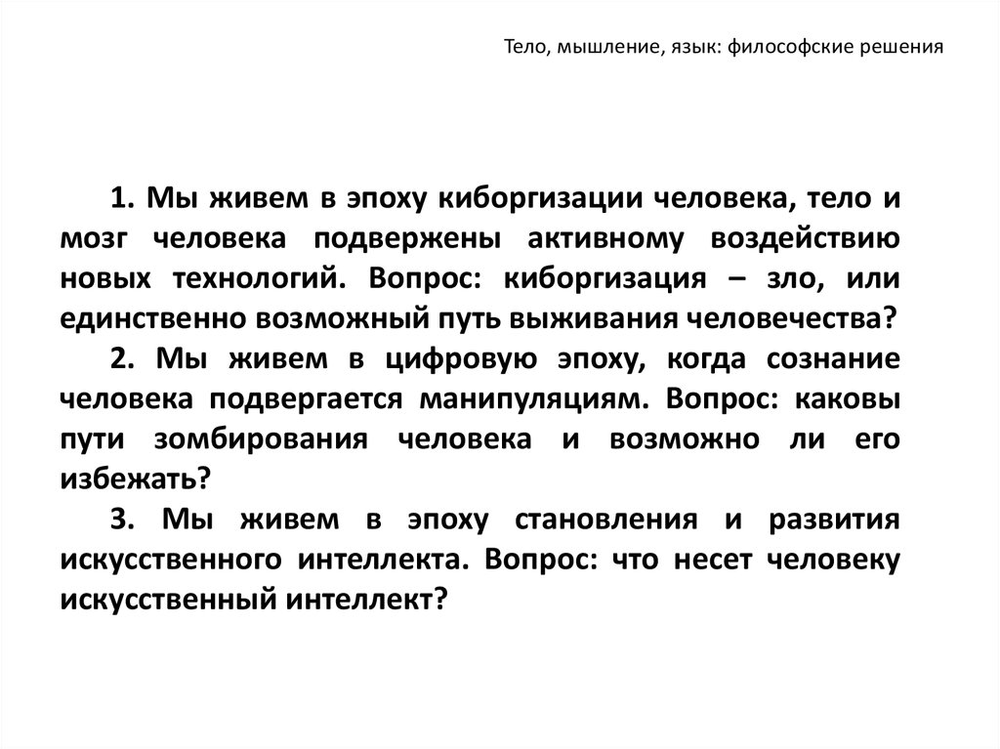 Тело, мышление, язык: философские решения
1. Мы живем в эпоху киборгизации человека, тело и
мозг человека подвержены активному воздействию
новых технологий. Вопрос: киборгизация – зло, или
единственно возможный путь выживания человечества?
2. Мы живем в цифровую эпоху, когда сознание
человека подвергается манипуляциям. Вопрос: каковы
пути зомбирования человека и возможно ли его
избежать?
3. Мы живем в эпоху становления и развития
искусственного интеллекта. Вопрос: что несет человеку
искусственный интеллект?